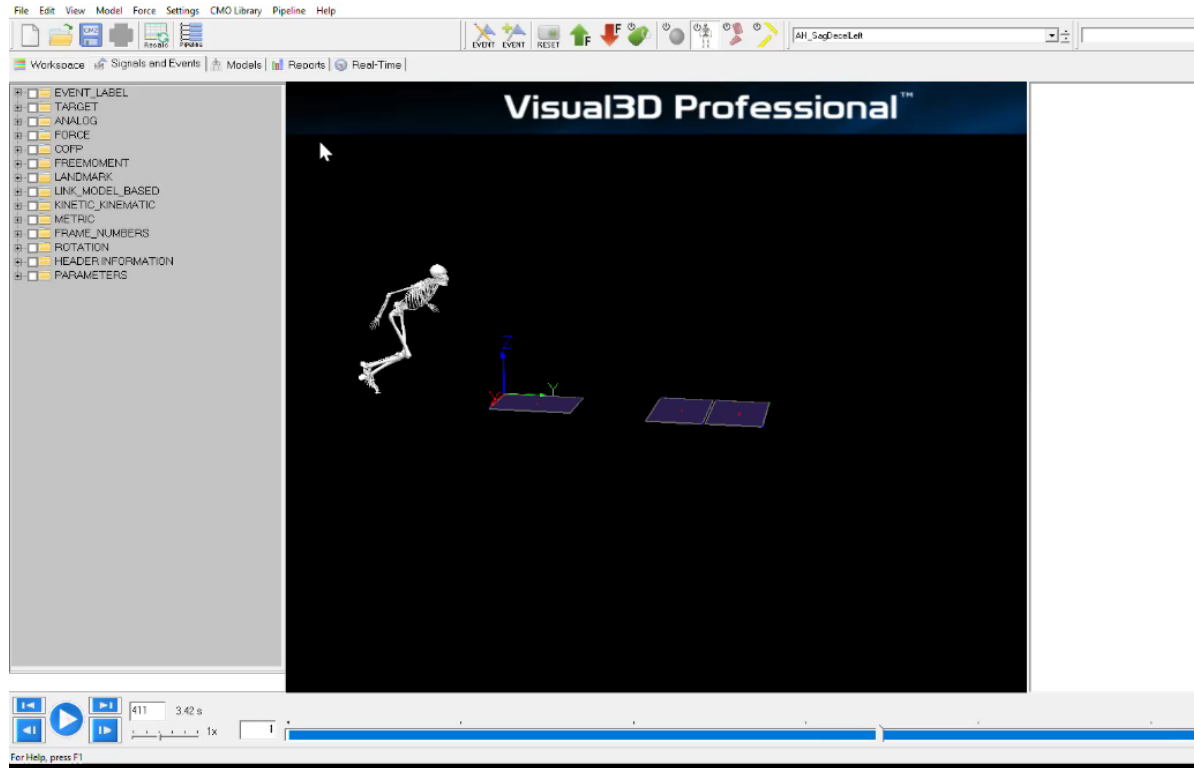 File Edit View Model Force Settings CMO Library Pipeline Help
CMZ Recalc PIPELINE EVENT EVENT RESET F F AH_SagDecelLeft
Workspace Signals and Events Models Reports Real-Time
EVENT_LABEL
TARGET
ANALOG
FORCE
COFP
FREEMOMENT
LANDMARK
LINK_MODEL_BASED
KINETIC_KINEMATIC
METRIC
FRAME_NUMBERS
ROTATION
HEADER INFORMATION
PARAMETERS
Visual3D Professional™
Z
X Y
411 3.42 s
1x 1
For Help, press F1